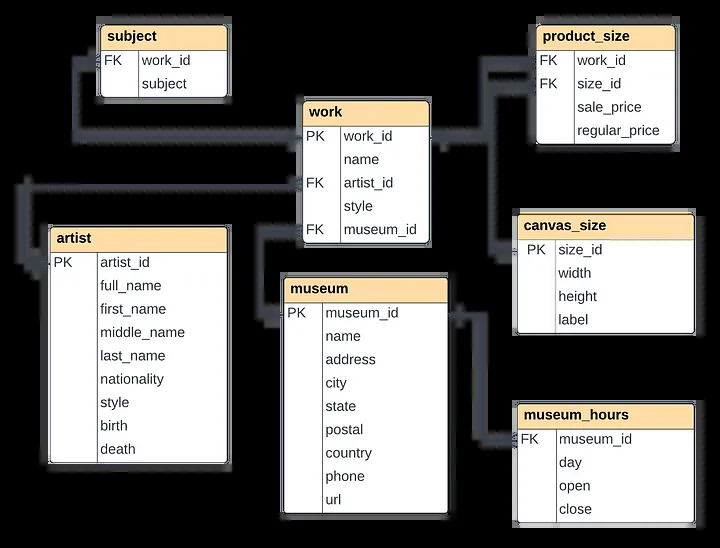 subject
FK work_id
subject
product_size
FK work_id
FK size_id
sale_price
regular_price
work
PK work_id
name
FK artist_id
style
FK museum_id
artist
PK artist_id
full_name
first_name
middle_name
last_name
nationality
style
birth
death
museum
PK museum_id
name
address
city
state
postal
country
phone
url
canvas_size
PK size_id
width
height
label
museum_hours
FK museum_id
day
open
close